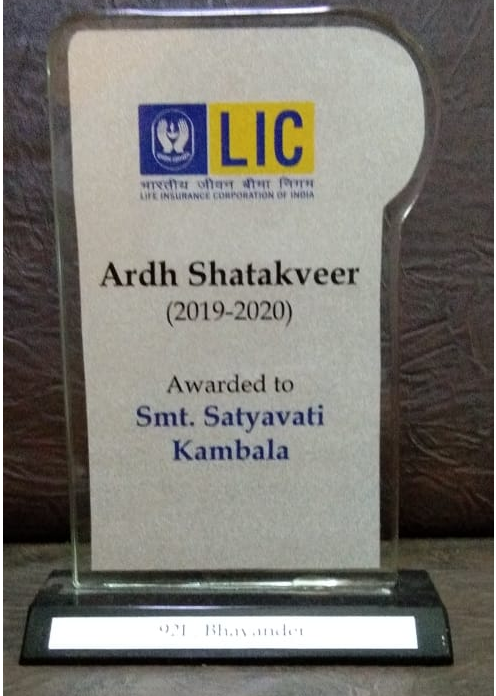 LIC
भारतीय जीवन बीमा निगम
LIFE INSURANCE CORPORATION OF INDIA
Ardh Shatakveer
(2019-2020)
Awarded to
Smt. Satyavati
Kambala
Bhayander